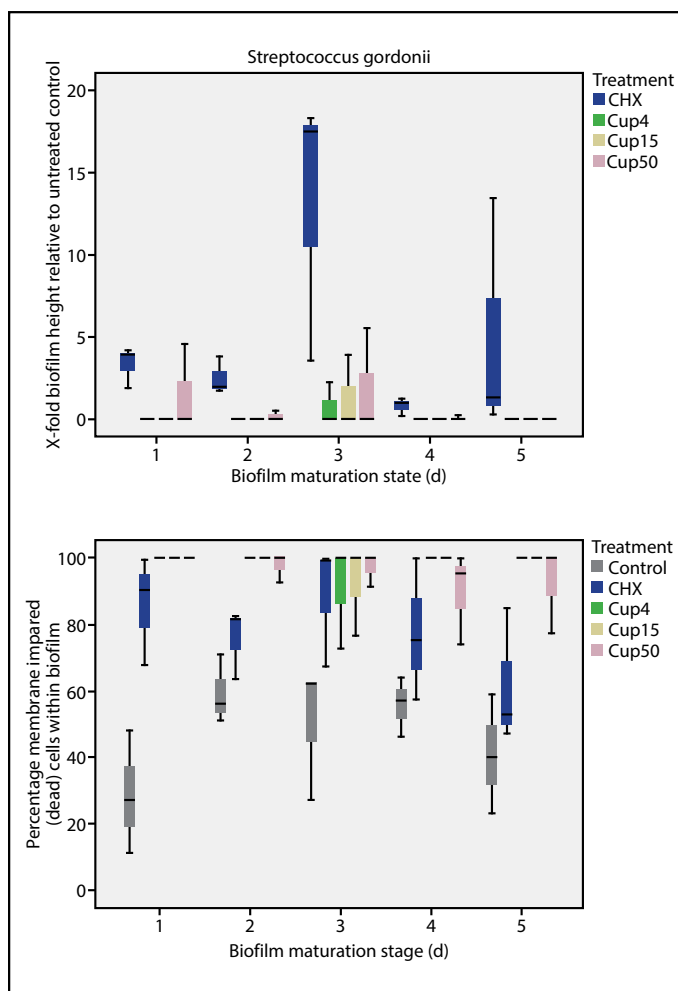 Streptococcus gordonii
X-fold biofilm height relative to untreated control
20
15
10
5
0
1 2 3 4 5
Biofilm maturation state (d)
Treatment
CHX
Cup4
Cup15
Cup50
Percentage membrane impared
(dead) cells within biofilm
100
80
60
40
20
0
1 2 3 4 5
Biofilm maturation stage (d)
Treatment
Control
CHX
Cup4
Cup15
Cup50